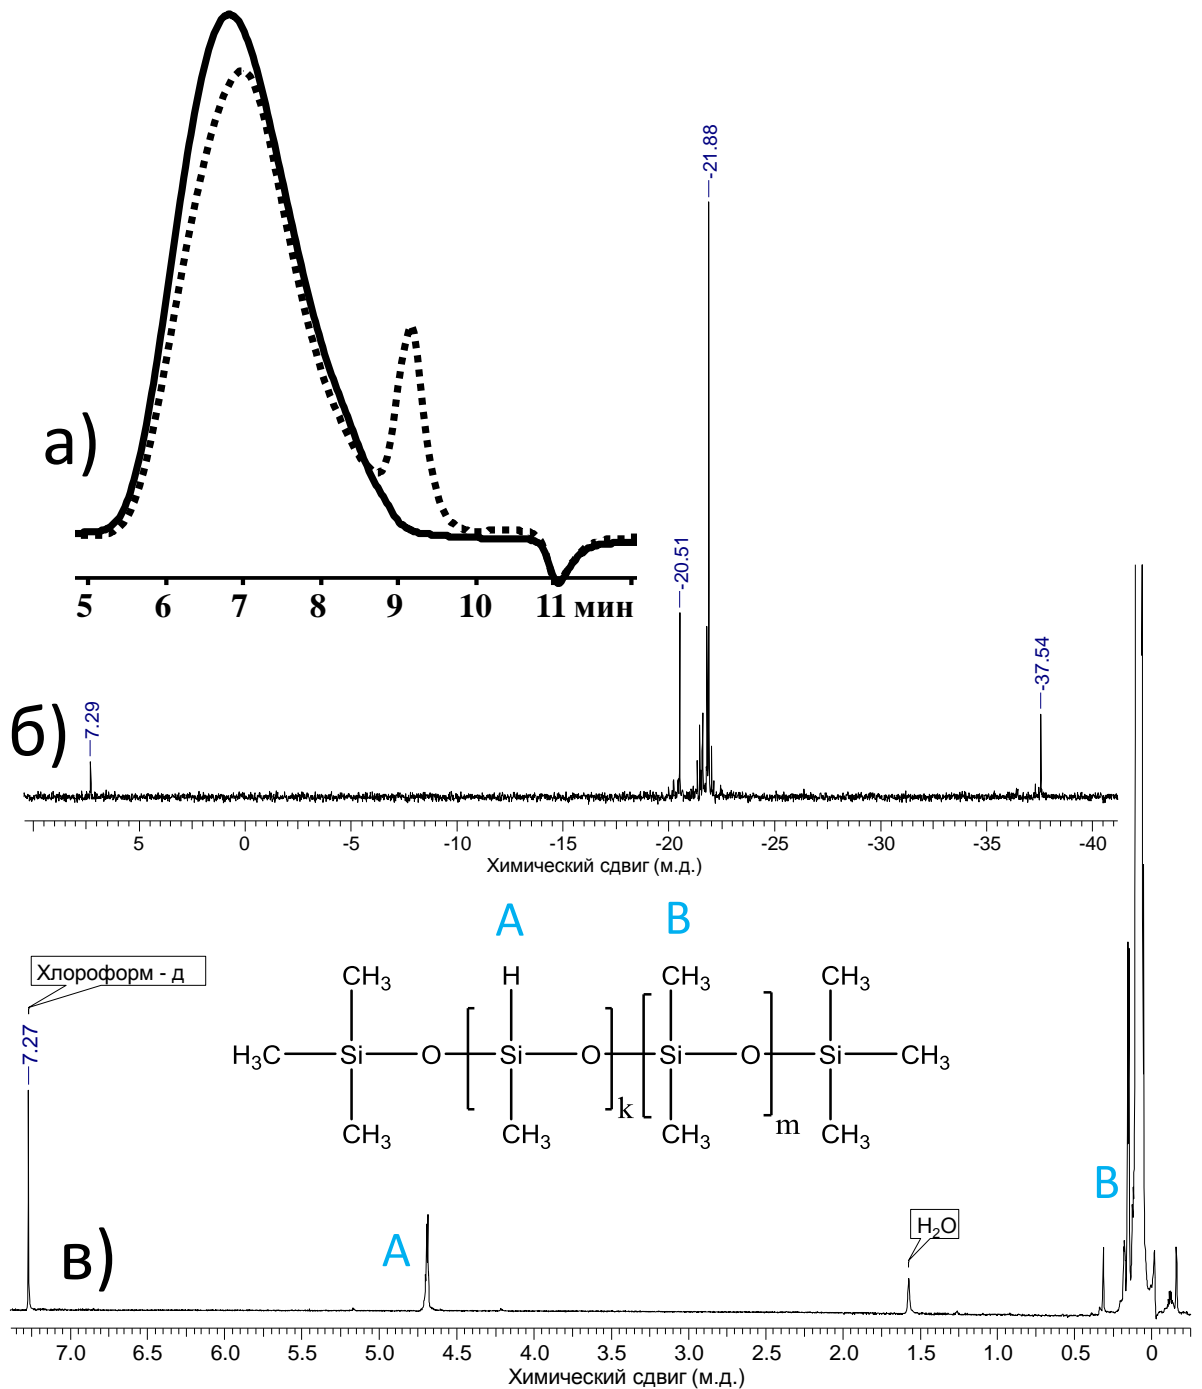 а)
5 6 7 8 9 10 11 мин
б)
7.29
-20.51
-21.88
-37.54
5 0 -5 -10 -15 -20 -25 -30 -35 -40
Химический сдвиг (м.д.)
A B
Хлороформ - д
7.27
CH3 H CH3 CH3
H3C Si O Si O Si O Si CH3
k m
CH3 CH3 CH3 CH3
в)
A
H2O
B
7.0 6.5 6.0 5.5 5.0 4.5 4.0 3.5 3.0 2.5 2.0 1.5 1.0 0.5 0
Химический сдвиг (м.д.)